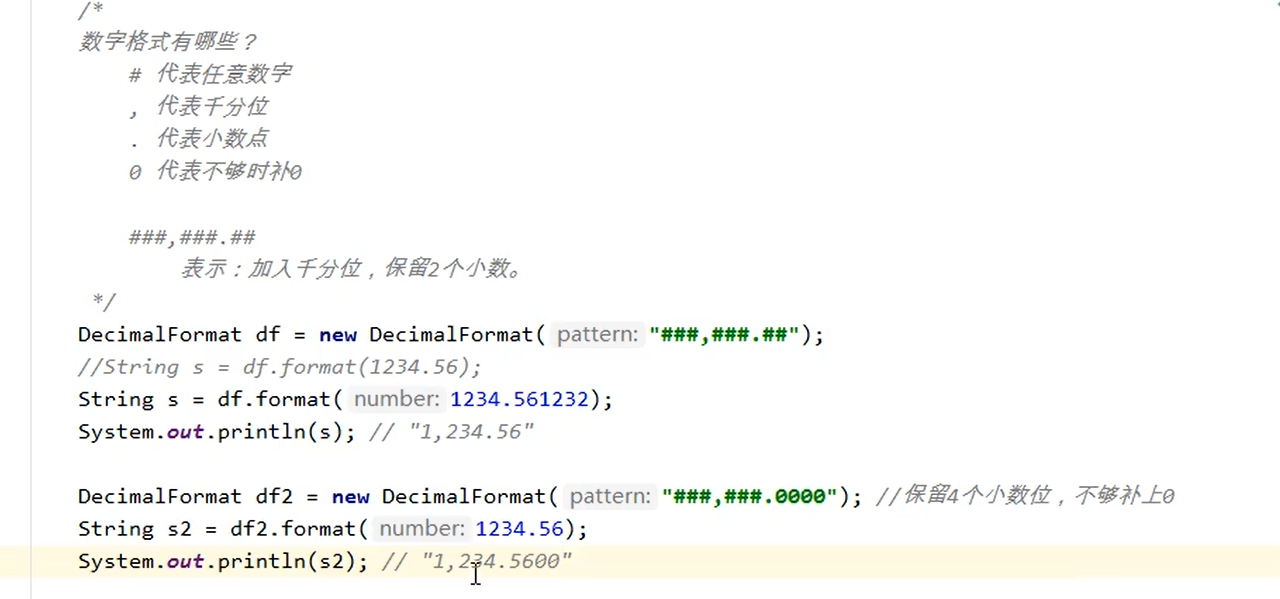 /*
数字格式有哪些？
# 代表任意数字
, 代表千分位
. 代表小数点
0 代表不够时补0
###,###.##
表示：加入千分位，保留2个小数。
*/
DecimalFormat df = new DecimalFormat( pattern: "###,###.##");
//String s = df.format(1234.56);
String s = df.format( number: 1234.561232);
System.out.println(s); // "1,234.56"
DecimalFormat df2 = new DecimalFormat( pattern: "###,###.0000"); //保留4个小数位，不够补上0
String s2 = df2.format( number: 1234.56);
System.out.println(s2); // "1,234.5600"